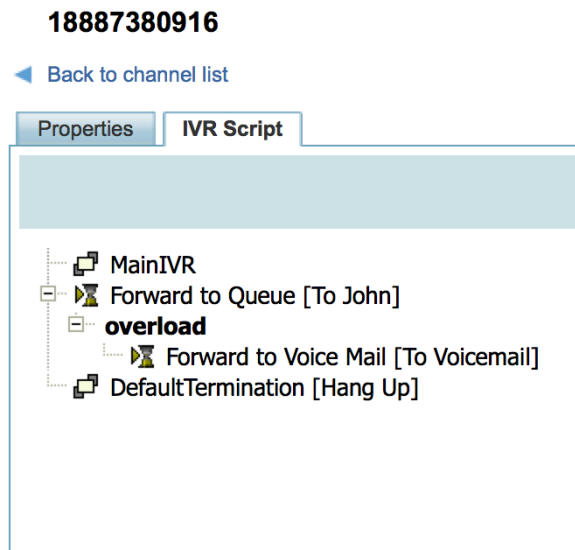 18887380916
Back to channel list
Properties
IVR Script
MainIVR
Forward to Queue [To John]
overload
Forward to Voice Mail [To Voicemail]
DefaultTermination [Hang Up]